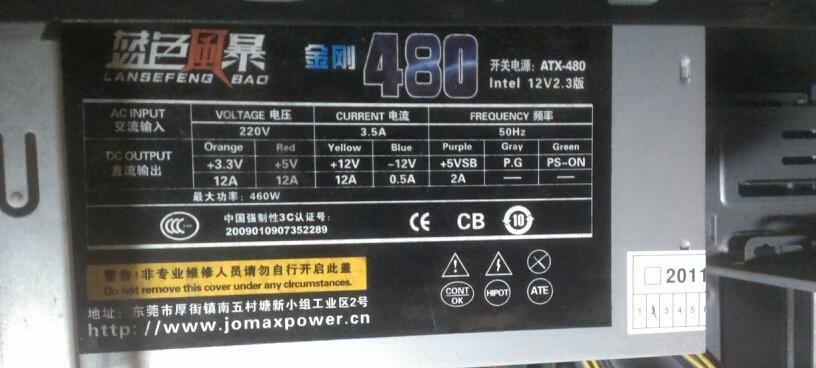 蓝色風暴
LANSEFENG BAO
金刚 480
开关电源: ATX-480
Intel 12V2.3版
AC INPUT VOLTAGE 电压 CURRENT 电流 FREQUENCY 频率
交流输入 220V 3.5A 50Hz
DC OUTPUT Orange Red Yellow Blue Purple Gray Green
直流输出 +3.3V +5V +12V -12V +5VSB P.G PS-ON
12A 12A 12A 0.5A 2A — —
最大功率: 460W
中国强制性3C认证号:
2009010907352289
CE CB 10
警告!非专业维修人员请勿自行开启此盖
Do not remove this cover under any circumstances.
CONT OK HIPOT ATE
地址: 东莞市厚街镇南五村塘新小组工业区2号
http://www.jomaxpower.cn
2011
1 2 3 4 5